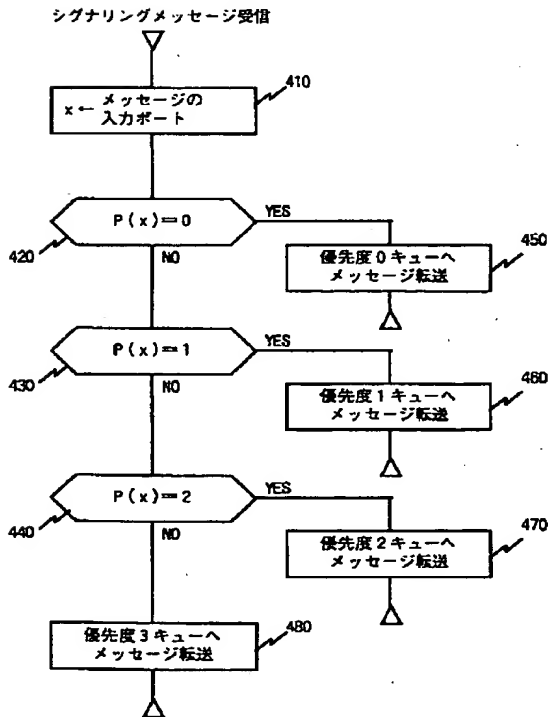 シグナリングメッセージ受信
x← メッセージの
入力ポート
410
P(x)=0
YES
420
NO
優先度0キューへ
メッセージ転送
450
P(x)=1
YES
430
NO
優先度1キューへ
メッセージ転送
460
P(x)=2
YES
440
NO
優先度2キューへ
メッセージ転送
470
優先度3キューへ
メッセージ転送
480